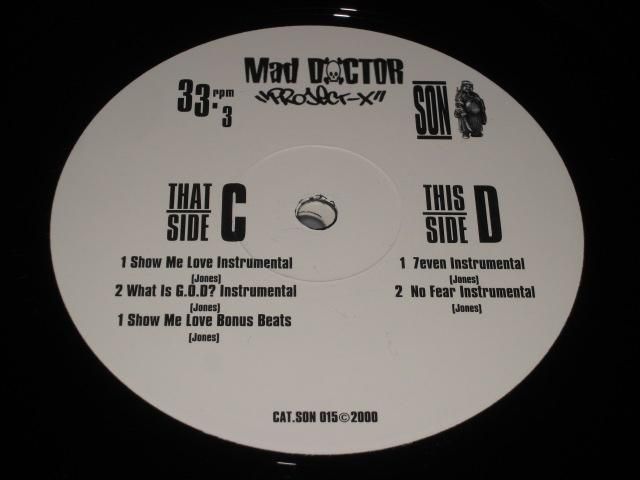 Mad DOCTOR
"PROJECT-X"
33.rpm
3
SON
THAT
SIDE C
1 Show Me Love Instrumental
[Jones]
2 What Is G.O.D? Instrumental
[Jones]
1 Show Me Love Bonus Beats
[Jones]
THIS
SIDE D
1 7even Instrumental
[Jones]
2 No Fear Instrumental
[Jones]
CAT.SON 015©2000